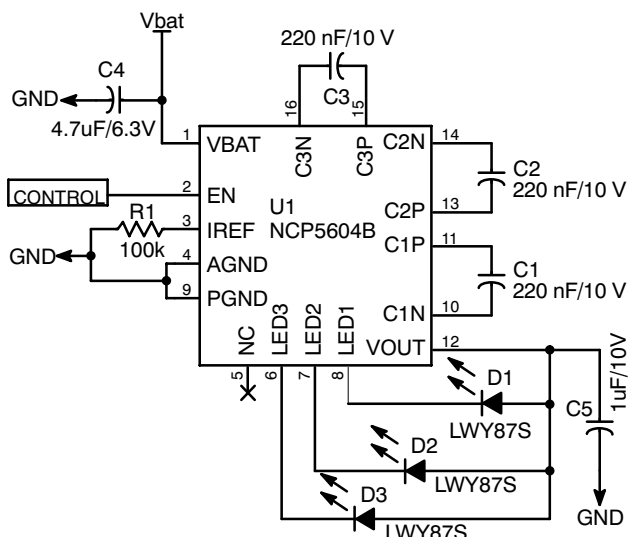 Vbat
220 nF/10 V
C4
GND
4.7uF/6.3V
C3
16
15
1
VBAT
C3N
C3P
C2N
14
C2
220 nF/10 V
CONTROL
2
EN
U1
NCP5604B
C2P
13
R1
100k
3
IREF
C1P
11
GND
4
AGND
C1
220 nF/10 V
9
PGND
C1N
10
NC
LED3
LED2
LED1
VOUT
12
5
6
7
8
D1
LWY87S
C5
1uF/10V
D2
LWY87S
D3
LWY87S
GND